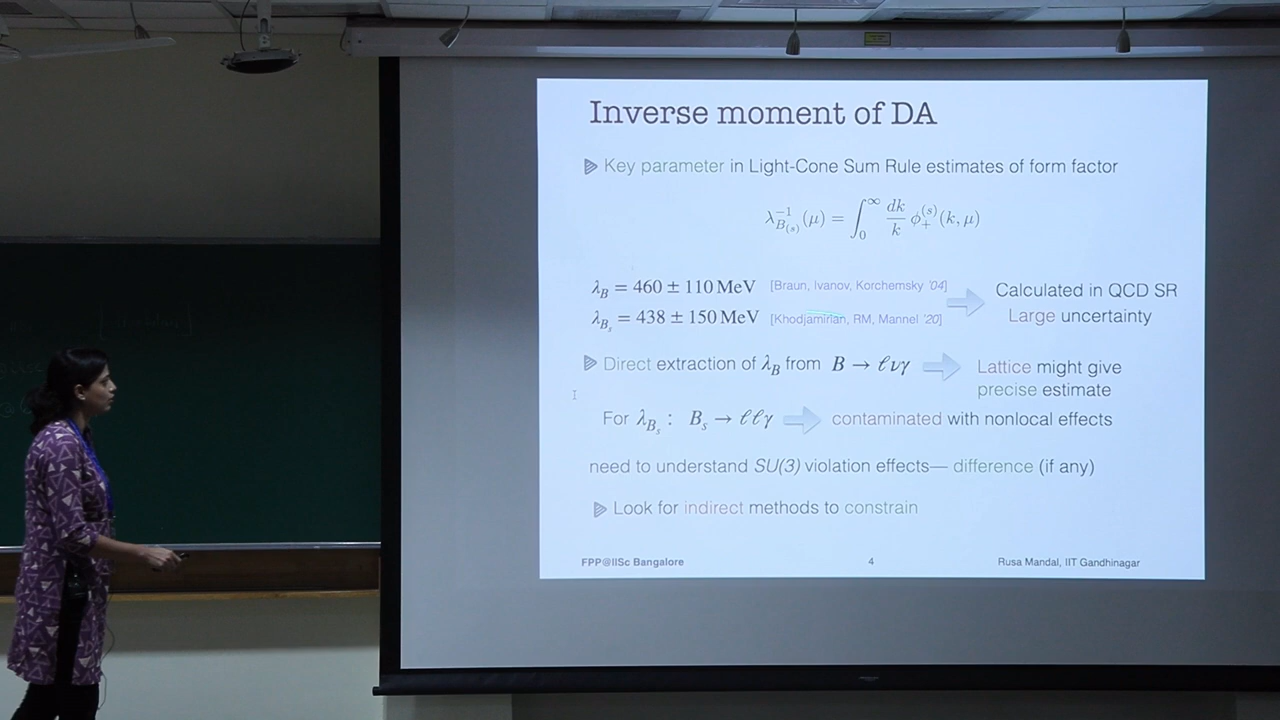 Inverse moment of DA
Key parameter in Light-Cone Sum Rule estimates of form factor
λ_{B_{(s)}}^{-1}(μ) = ∫_0^∞ dk/k φ_+^{(s)}(k, μ)
λ_B = 460 ± 110 MeV [Braun, Ivanov, Korchemsky '04]
λ_{B_s} = 438 ± 150 MeV [Khodjamirian, RM, Mannel '20]
Calculated in QCD SR
Large uncertainty
Direct extraction of λ_B from B → ℓνγ
Lattice might give
precise estimate
For λ_{B_s} : B_s → ℓℓγ contaminated with nonlocal effects
need to understand SU(3) violation effects— difference (if any)
Look for indirect methods to constrain
FPP@IISc Bangalore 4 Rusa Mandal, IIT Gandhinagar